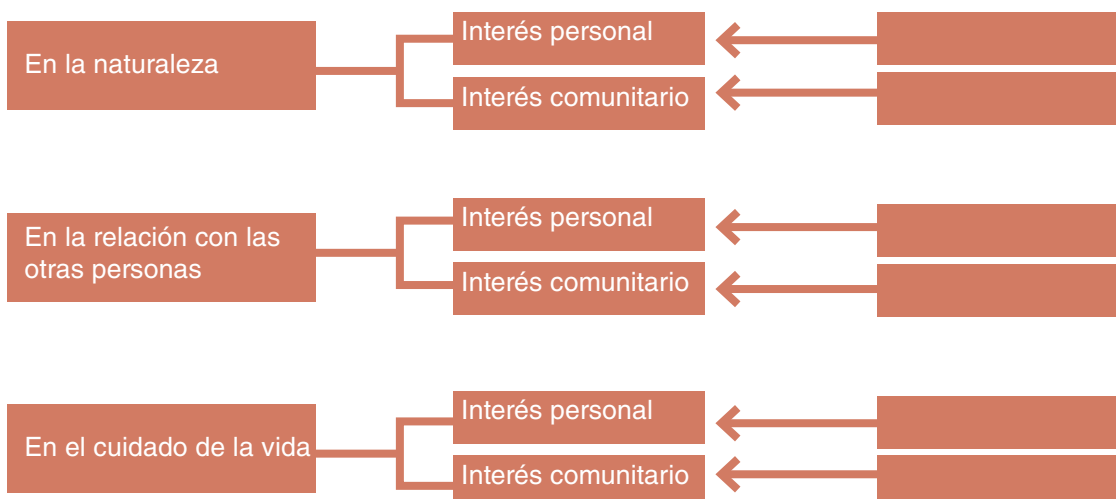 En la naturaleza
Interés personal
Interés comunitario
En la relación con las
otras personas
Interés personal
Interés comunitario
En el cuidado de la vida
Interés personal
Interés comunitario